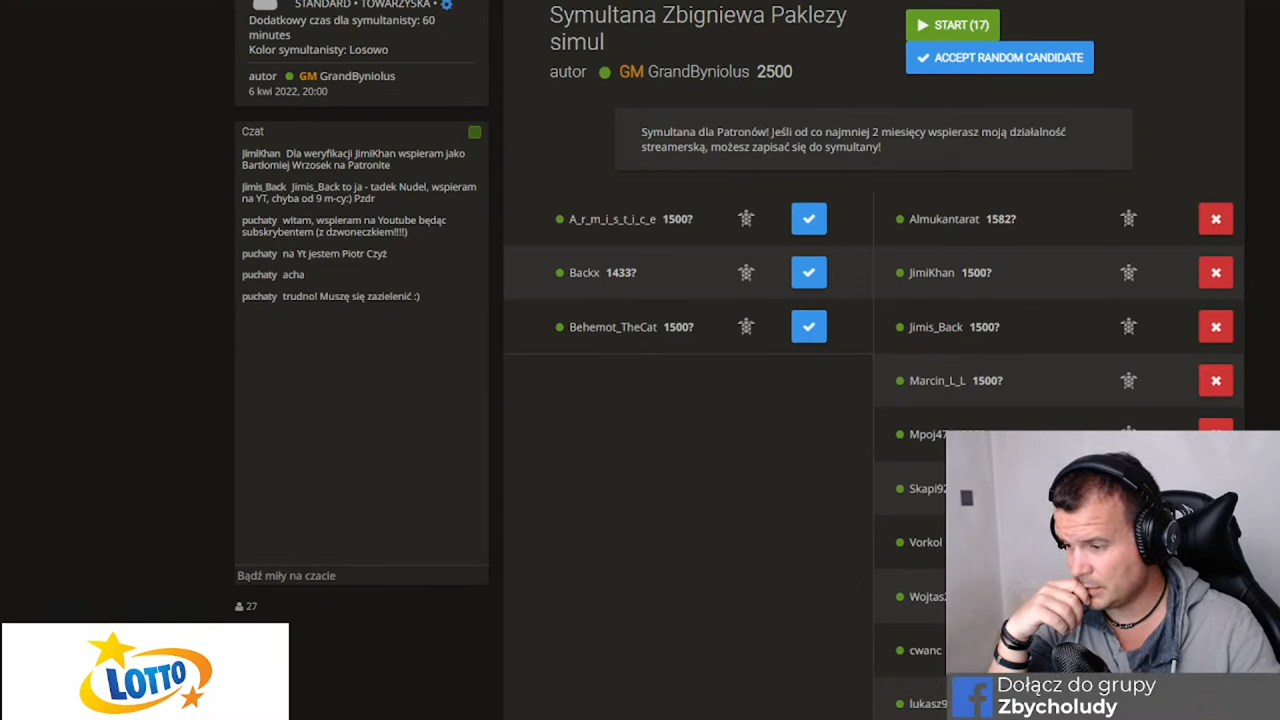 STANDARD • TOWARZYSKA •
Dodatkowy czas dla symultanisty: 60
minutes
Kolor symultanisty: Losowo
autor GM GrandByniolus
6 kwi 2022, 20:00
Czat
JimiKhan Dla weryfikacji JimiKhan wspieram jako
Bartłomiej Wrzosek na Patronite
Jimis_Back Jimis_Back to ja - tadek Nudel, wspieram
na YT, chyba od 9 m-cy:) Pzdr
puchaty witam, wspieram na Youtube będąc
subskrybentem (z dzwoneczkiem!!!!)
puchaty na Yt jestem Piotr Czyż
puchaty acha
puchaty trudno! Muszę się zazielenić :)
Bądź miły na czacie
27
Symultana Zbigniewa Paklezy
simul
autor GM GrandByniolus 2500
START (17)
ACCEPT RANDOM CANDIDATE
Symultana dla Patronów! Jeśli od co najmniej 2 miesięcy wspierasz moją działalność
streamerską, możesz zapisać się do symultany!
A_r_m_i_s_t_i_c_e 1500?
Backx 1433?
Behemot_TheCat 1500?
Almukantarat 1582?
JimiKhan 1500?
Jimis_Back 1500?
Marcin_L_L 1500?
Mpoj47
Skapi92
Vorkol
Wojtas
cwanc
lukasz9
LOTTO
Dołącz do grupy
Zbycholudy